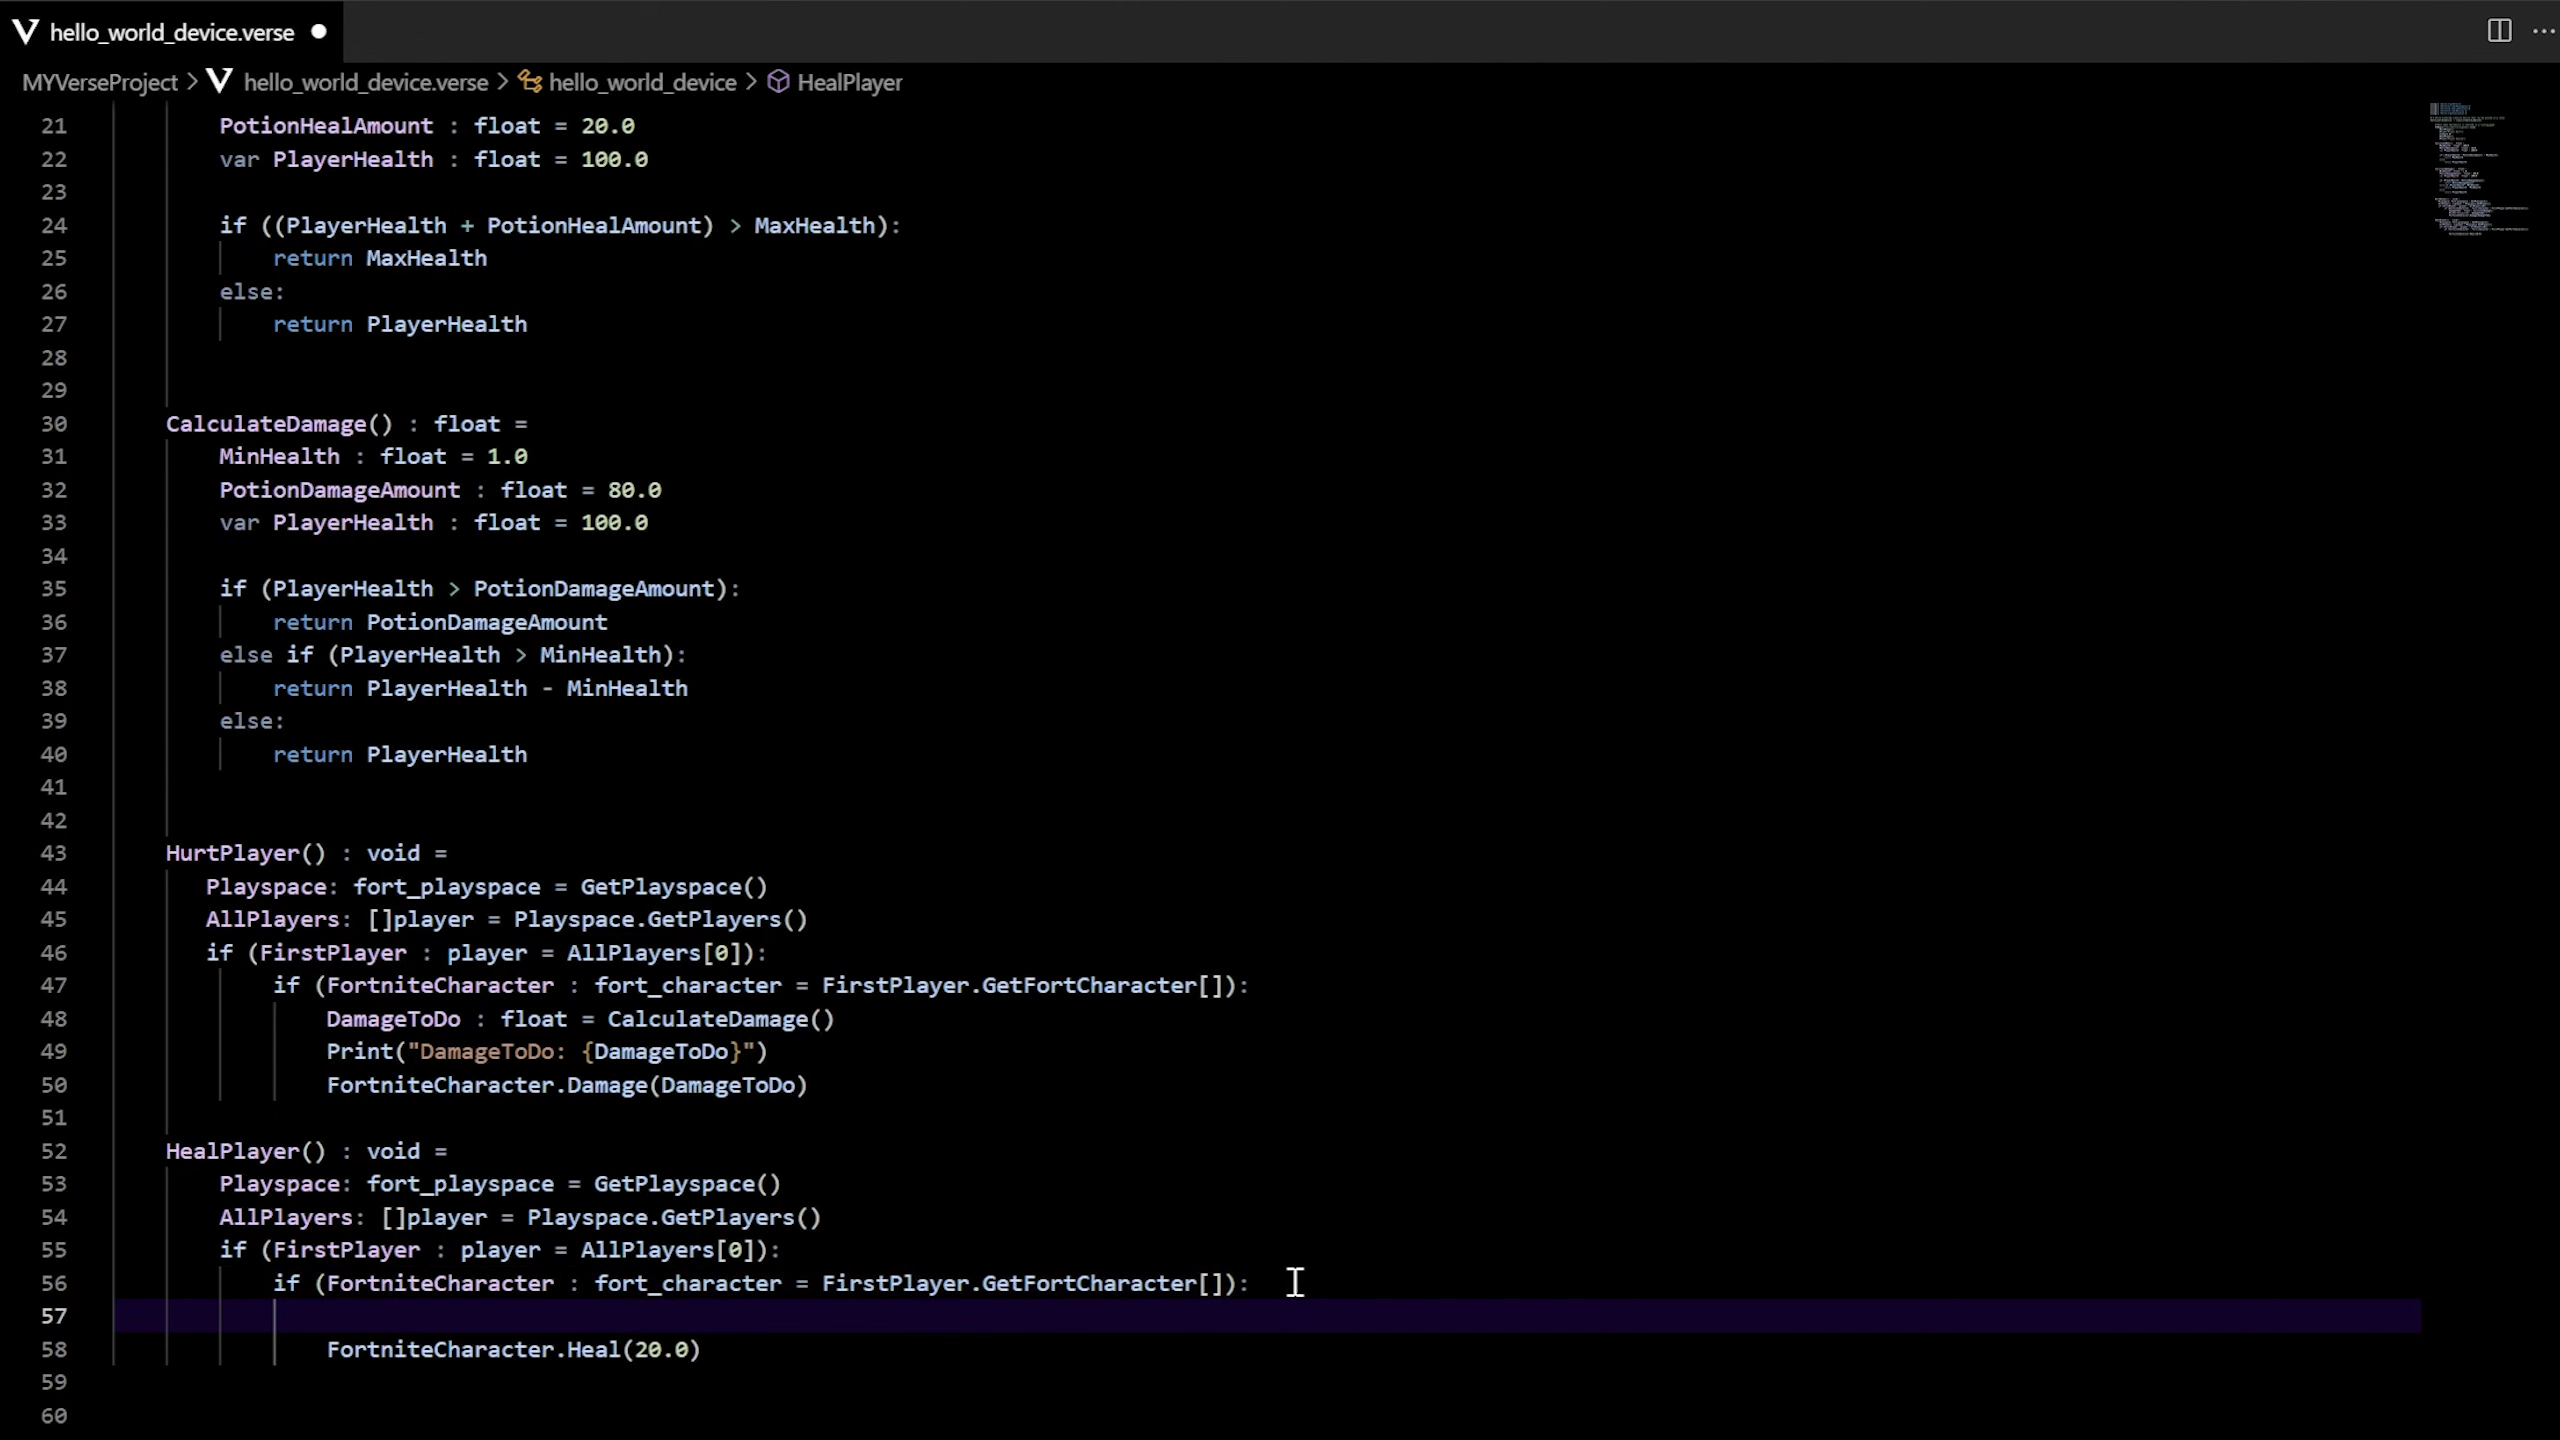 hello_world_device.verse
MYVerseProject > hello_world_device.verse > hello_world_device > HealPlayer
21 PotionHealAmount : float = 20.0
22 var PlayerHealth : float = 100.0
23
24 if ((PlayerHealth + PotionHealAmount) > MaxHealth):
25 return MaxHealth
26 else:
27 return PlayerHealth
28
29
30 CalculateDamage() : float =
31 MinHealth : float = 1.0
32 PotionDamageAmount : float = 80.0
33 var PlayerHealth : float = 100.0
34
35 if (PlayerHealth > PotionDamageAmount):
36 return PotionDamageAmount
37 else if (PlayerHealth > MinHealth):
38 return PlayerHealth - MinHealth
39 else:
40 return PlayerHealth
41
42
43 HurtPlayer() : void =
44 Playspace: fort_playspace = GetPlayspace()
45 AllPlayers: []player = Playspace.GetPlayers()
46 if (FirstPlayer : player = AllPlayers[0]):
47 if (FortniteCharacter : fort_character = FirstPlayer.GetFortCharacter[]):
48 DamageToDo : float = CalculateDamage()
49 Print("DamageToDo: {DamageToDo}")
50 FortniteCharacter.Damage(DamageToDo)
51
52 HealPlayer() : void =
53 Playspace: fort_playspace = GetPlayspace()
54 AllPlayers: []player = Playspace.GetPlayers()
55 if (FirstPlayer : player = AllPlayers[0]):
56 if (FortniteCharacter : fort_character = FirstPlayer.GetFortCharacter[]):
57
58 FortniteCharacter.Heal(20.0)
59
60